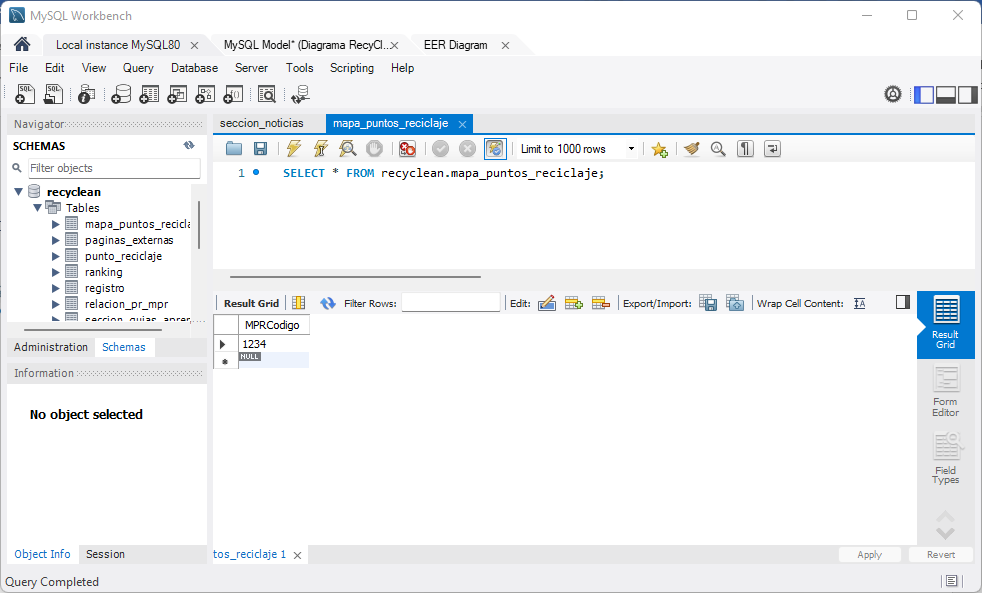 MySQL Workbench
Local instance MySQL80 MySQL Model* (Diagrama RecyCl... EER Diagram
File Edit View Query Database Server Tools Scripting Help
Navigator
SCHEMAS
Filter objects
recyclean
Tables
mapa_puntos_recicla
paginas_externas
punto_reciclaje
ranking
registro
relacion_pr_mpr
seccion_guias_apren
Administration Schemas
Information
No object selected
Object Info Session
Query Completed
seccion_noticias mapa_puntos_reciclaje
Limit to 1000 rows
1 SELECT * FROM recyclean.mapa_puntos_reciclaje;
Result Grid Filter Rows: Edit: Export/Import: Wrap Cell Content:
MPRCodigo
1234
NULL
Result
Grid
Form
Editor
Field
Types
tos_reciclaje 1
Apply Revert